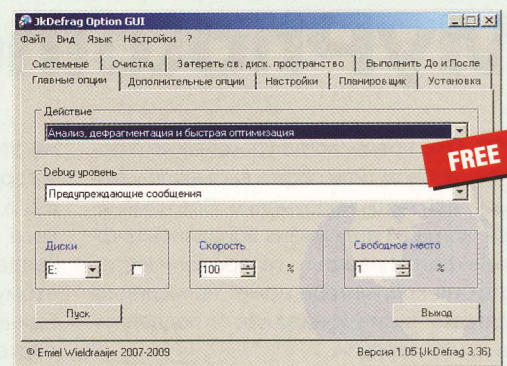 JkDefrag Option GUI
Файл Вид Язык Настройки ?
Системные Очистка Затереть св. диск. пространство Выполнить До и После
Главные опции Дополнительные опции Настройки Планировщик Установка
Действие
Анализ, дефрагментация и быстрая оптимизация
FREE
Debug уровень
Предупреждающие сообщения
Диски Скорость Свободное место
E: 100 % 1 %
Пуск Выход
© Emiel Wieldraaijer 2007-2009 Версия 1.05 (JkDefrag 3.36)